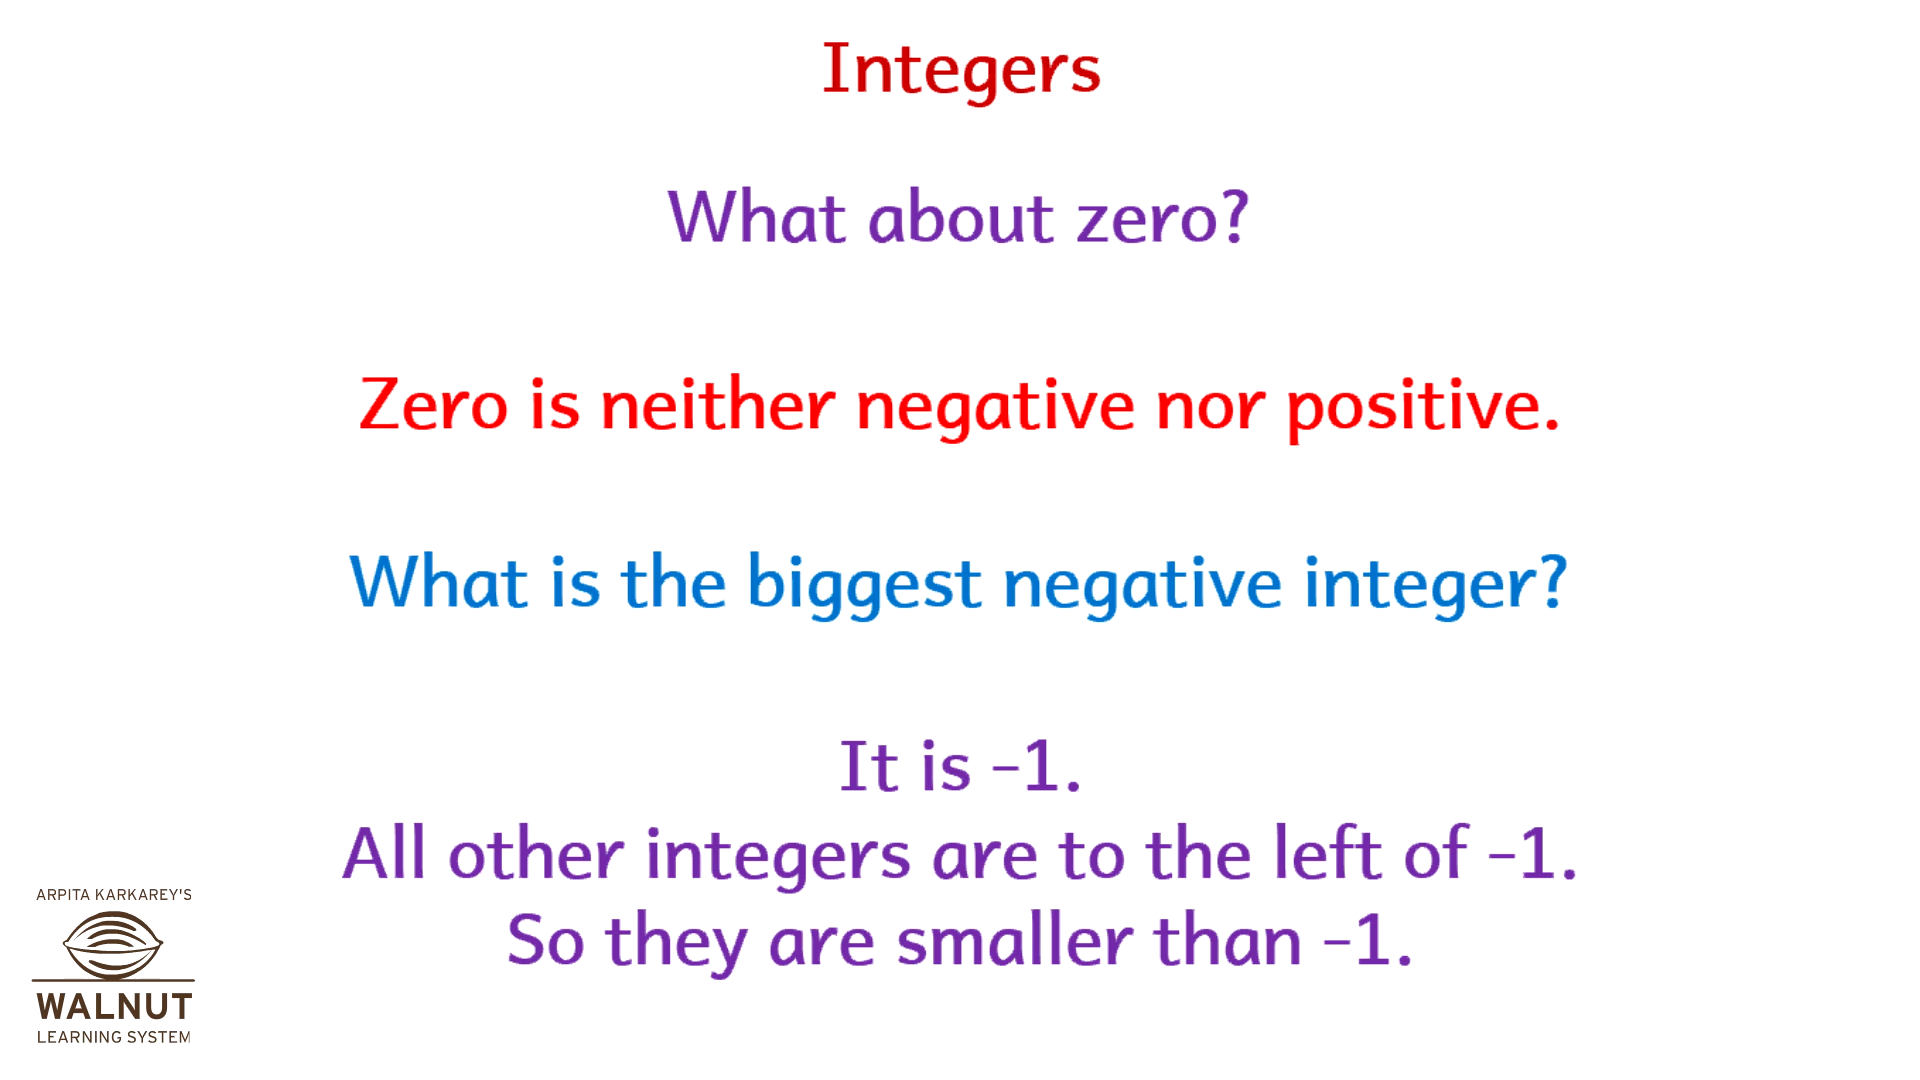 Integers
What about zero?
Zero is neither negative nor positive.
What is the biggest negative integer?
It is -1.
All other integers are to the left of -1.
So they are smaller than -1.
ARPITA KARKAREY'S
WALNUT
LEARNING SYSTEM